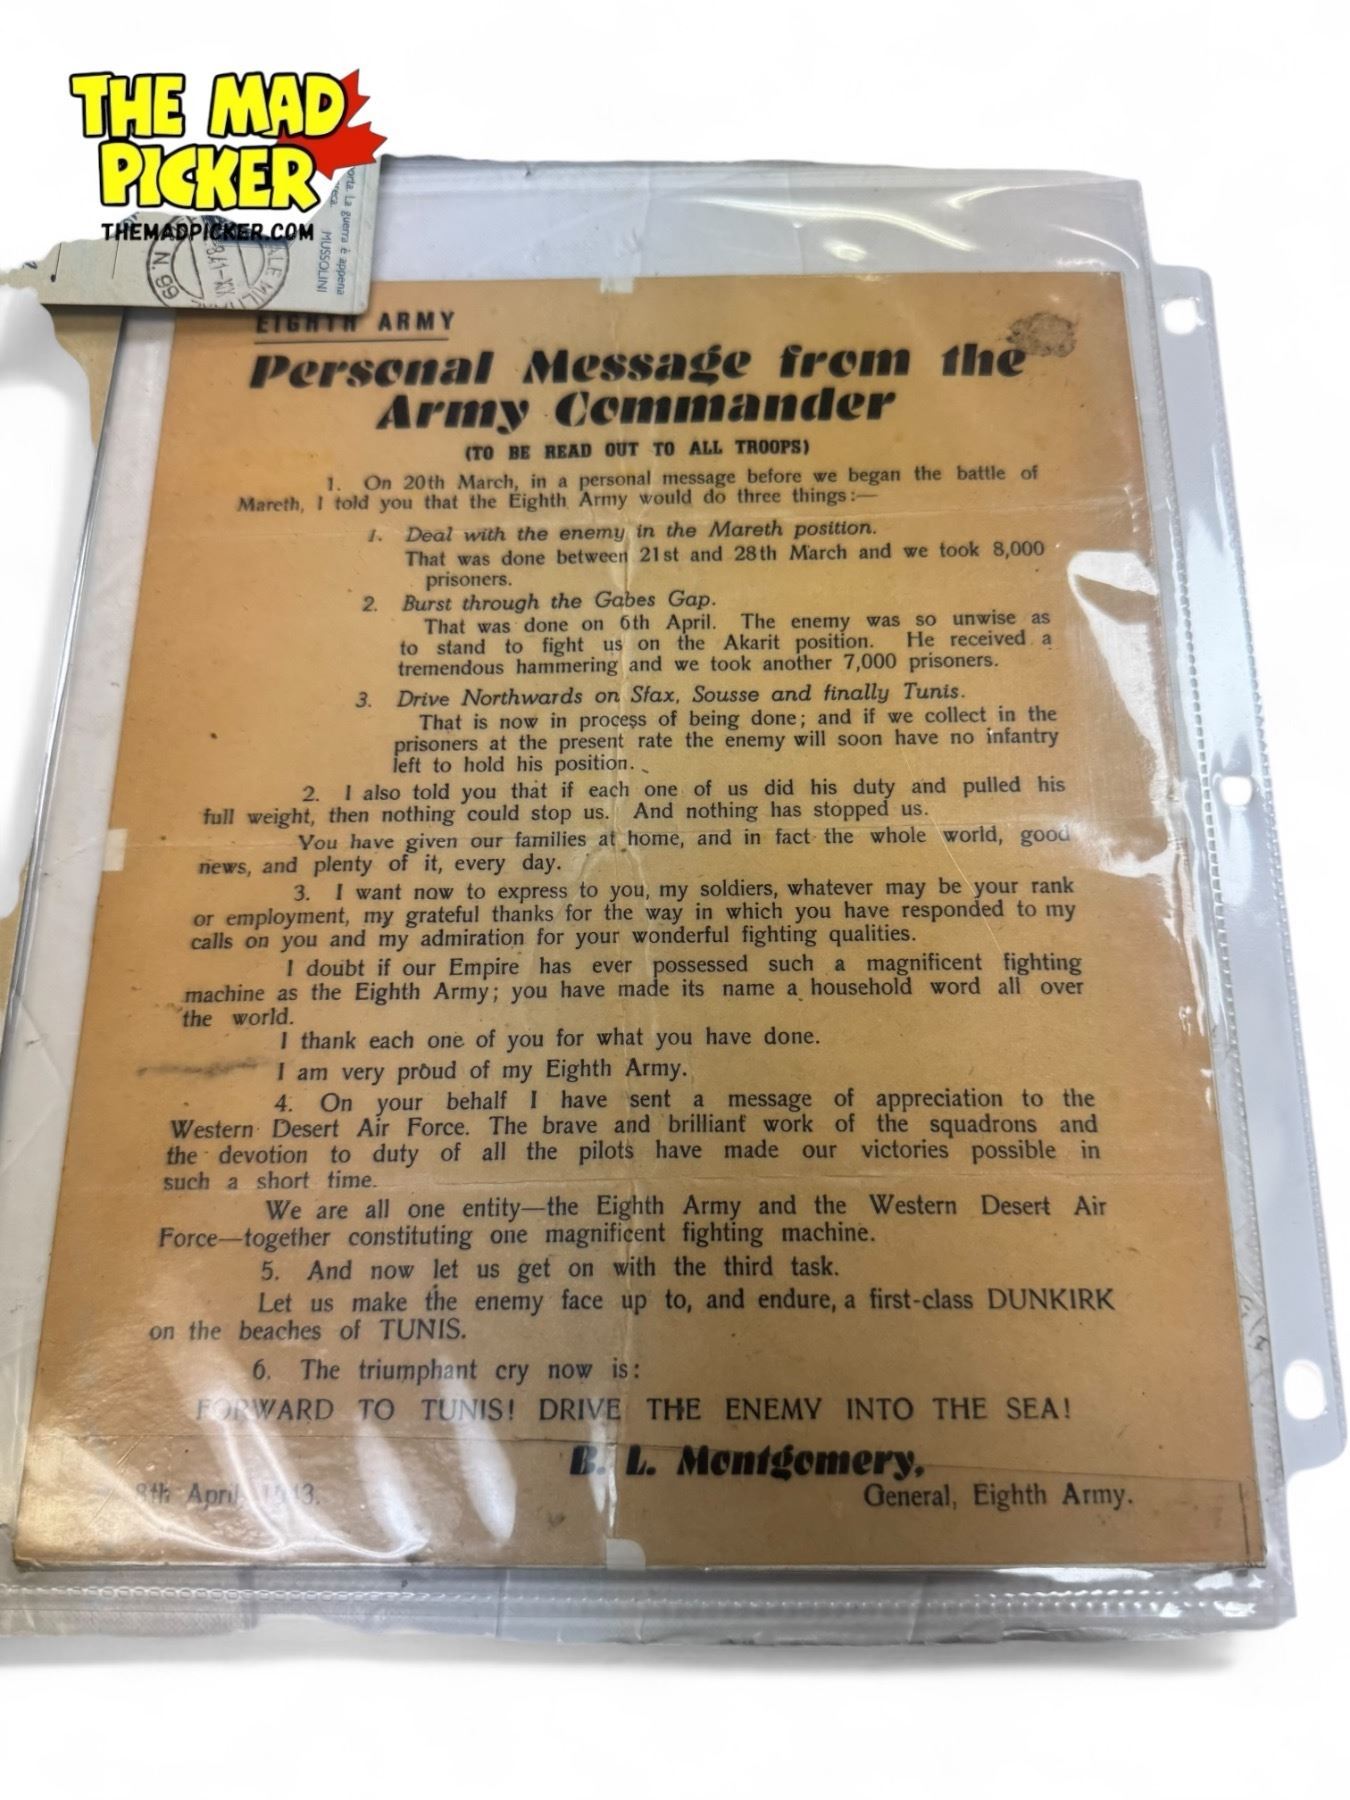 THE MAD
PICKER
THEMADPICKER.COM
orta. La guerra è appena
MUSSOLINI
N. 99
EIGHTH ARMY
Personal Message from the
Army Commander
(TO BE READ OUT TO ALL TROOPS)
1. On 20th March, in a personal message before we began the battle of
Mareth, I told you that the Eighth Army would do three things:—
1. Deal with the enemy in the Mareth position.
That was done between 21st and 28th March and we took 8,000
prisoners.
2. Burst through the Gabes Gap.
That was done on 6th April. The enemy was so unwise as
to stand to fight us on the Akarit position. He received a
tremendous hammering and we took another 7,000 prisoners.
3. Drive Northwards on Sfax, Sousse and finally Tunis.
That is now in process of being done; and if we collect in the
prisoners at the present rate the enemy will soon have no infantry
left to hold his position.
2. I also told you that if each one of us did his duty and pulled his
full weight, then nothing could stop us. And nothing has stopped us.
You have given our families at home, and in fact the whole world, good
news, and plenty of it, every day.
3. I want now to express to you, my soldiers, whatever may be your rank
or employment, my grateful thanks for the way in which you have responded to my
calls on you and my admiration for your wonderful fighting qualities.
I doubt if our Empire has ever possessed such a magnificent fighting
machine as the Eighth Army; you have made its name a household word all over
the world.
I thank each one of you for what you have done.
I am very proud of my Eighth Army.
4. On your behalf I have sent a message of appreciation to the
Western Desert Air Force. The brave and brilliant work of the squadrons and
the devotion to duty of all the pilots have made our victories possible in
such a short time.
We are all one entity—the Eighth Army and the Western Desert Air
Force—together constituting one magnificent fighting machine.
5. And now let us get on with the third task.
Let us make the enemy face up to, and endure, a first-class DUNKIRK
on the beaches of TUNIS.
6. The triumphant cry now is:
FORWARD TO TUNIS! DRIVE THE ENEMY INTO THE SEA!
B. L. Montgomery,
8th April, 1943.
General, Eighth Army.